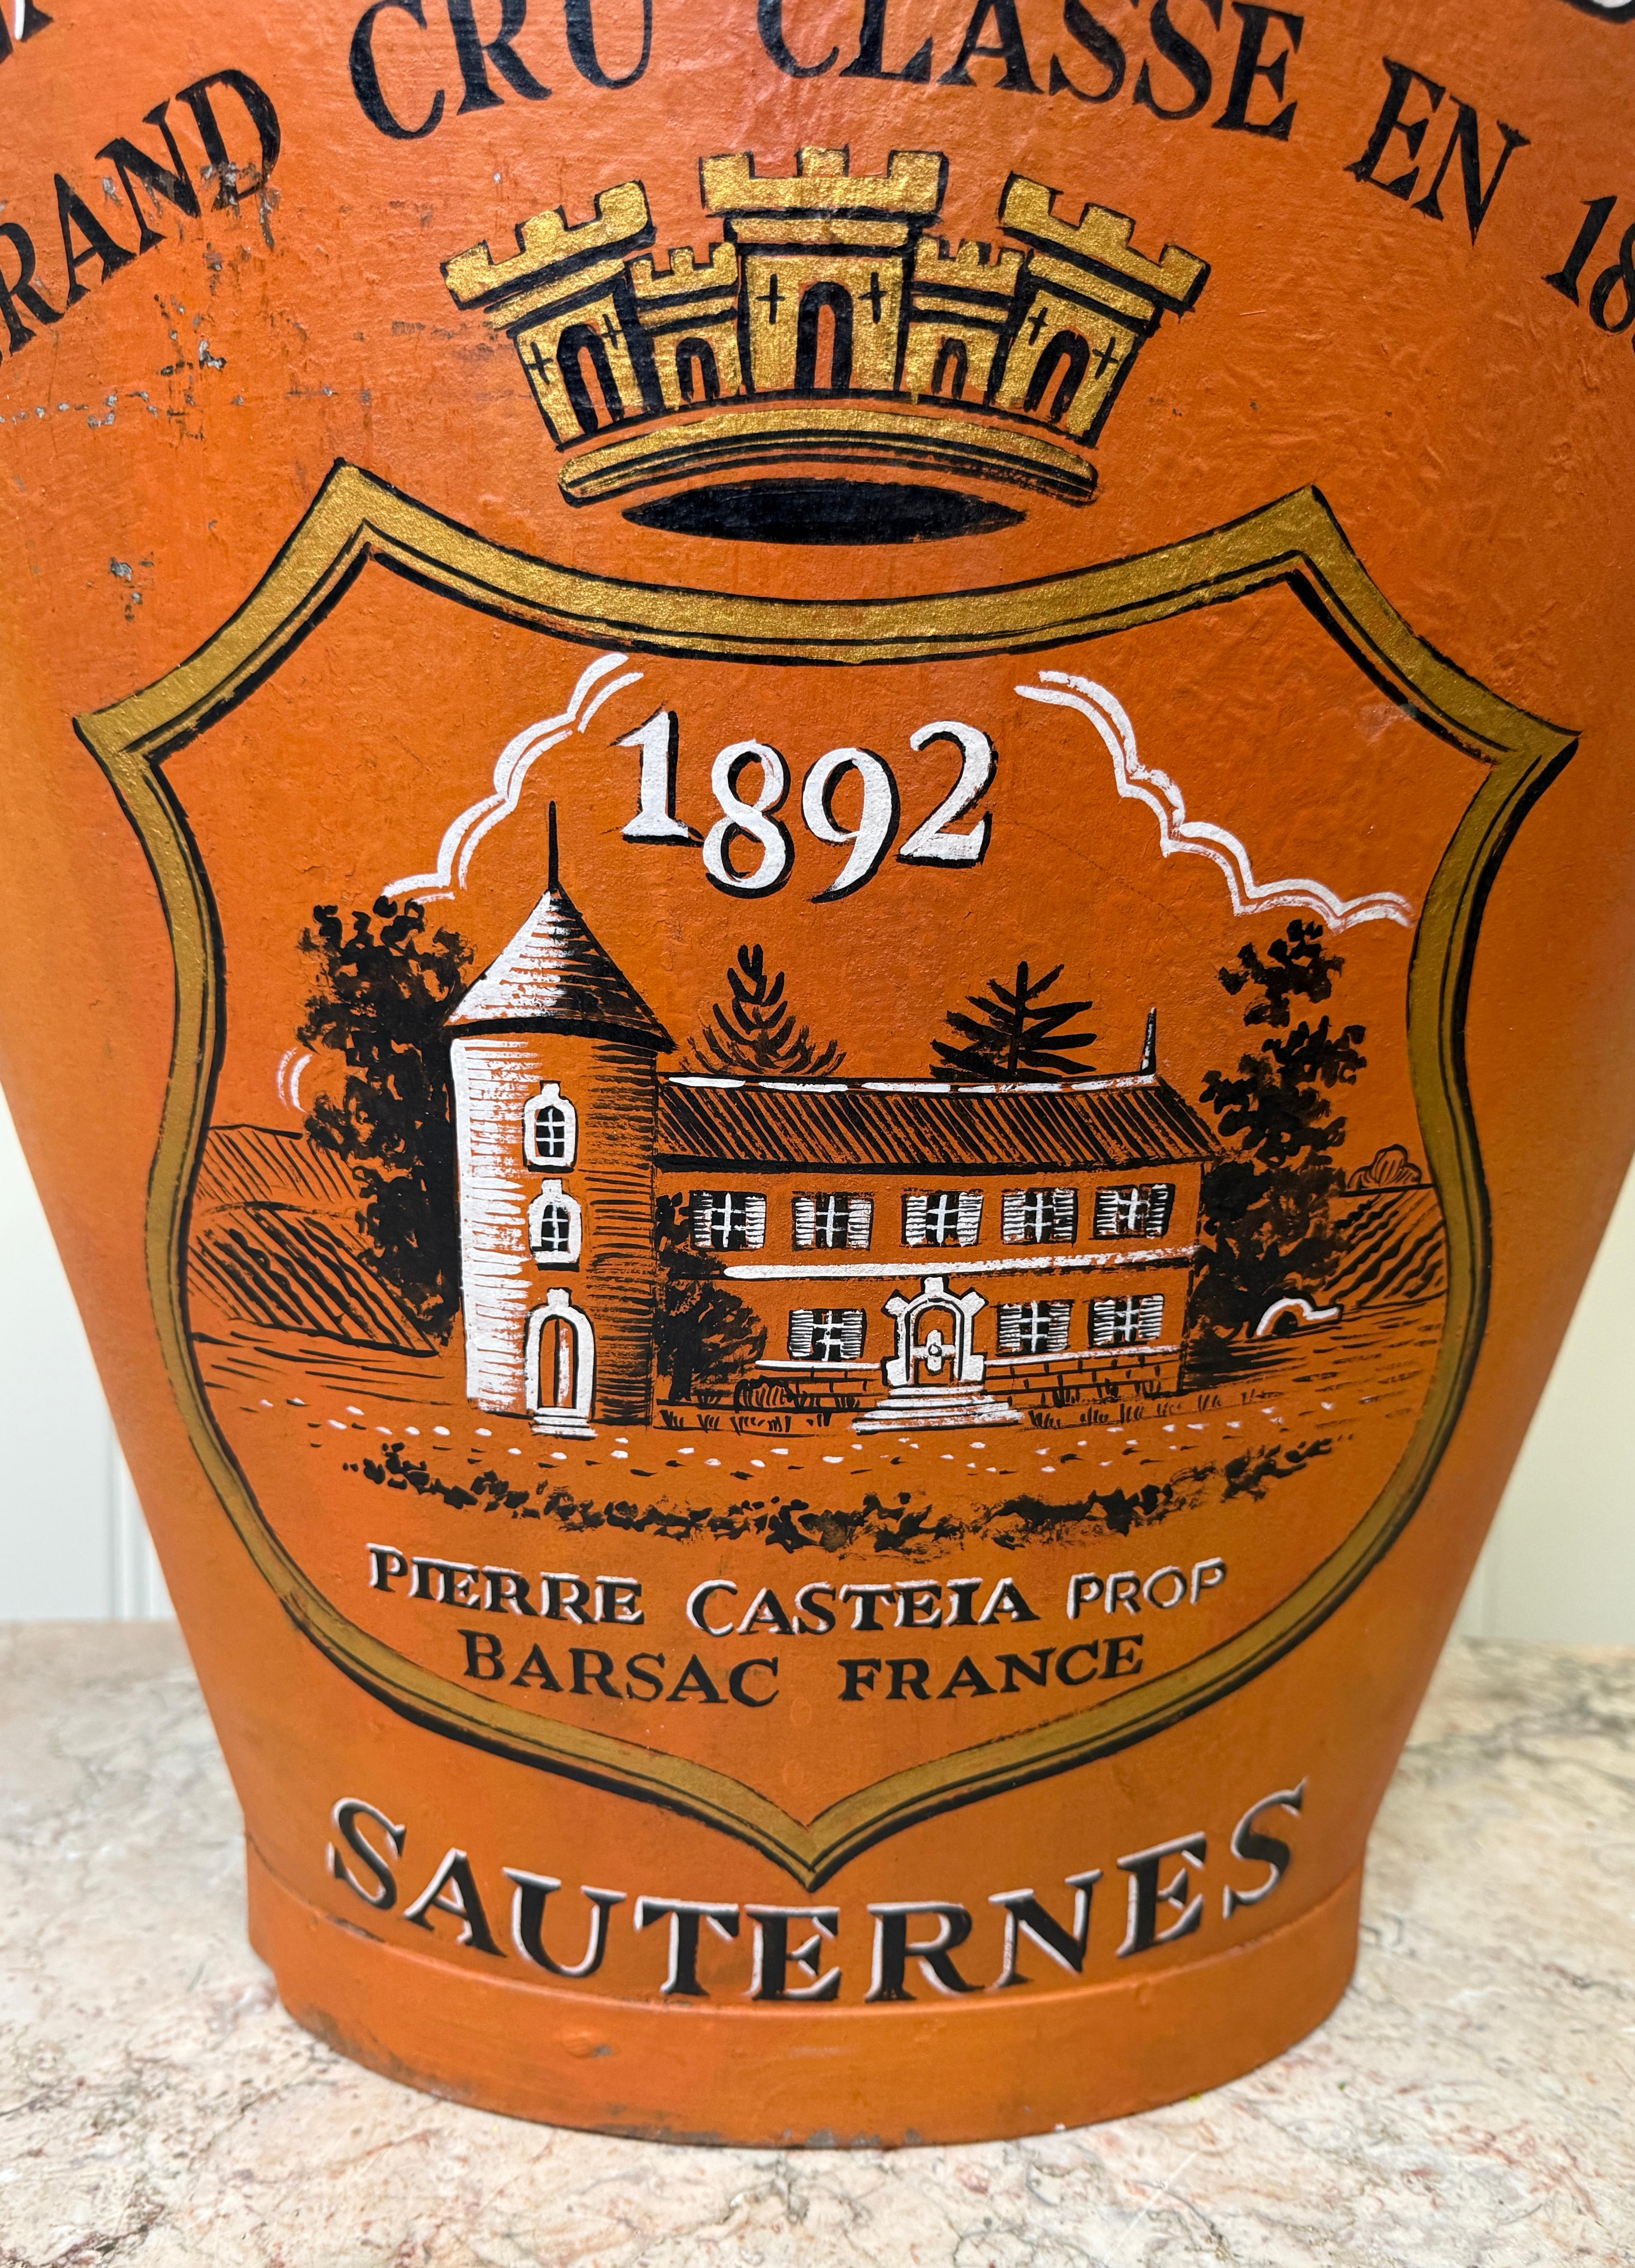 GRAND CRU CLASSE EN
1892
PIERRE CASTEIA PROP
BARSAC FRANCE
SAUTERNES